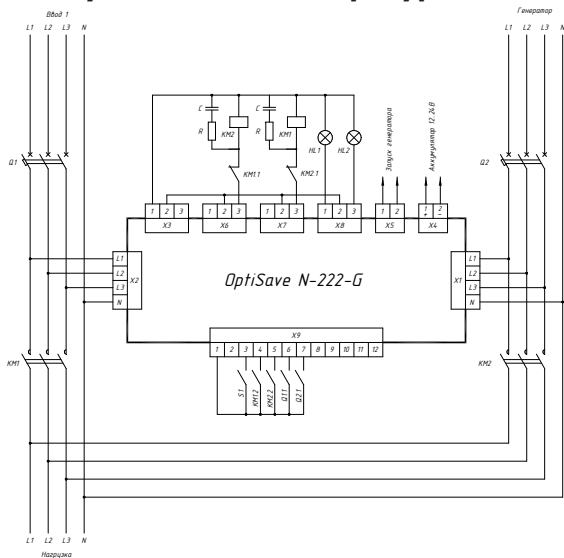 Ввод 1
Генератор
L1 L2 L3 N
L1 L2 L3 N
C
C
R
KM2
R
KM1
HL1
HL2
Запуск генератора
Аккумулятор 12..24В
KM1.1
KM2.1
Q1
Q2
1 2 3
1 2 3
1 2 3
1 2 3
1 2
1 2
+ −
X3
X6
X7
X8
X5
X4
L1
L2
L3
N
X2
OptiSave N-222-G
X1
L1
L2
L3
N
X9
1 2 3 4 5 6 7 8 9 10 11 12
KM1
KM2
S1
KM1.2
KM2.2
Q1.1
Q2.1
L1 L2 L3 N
Нагрузка